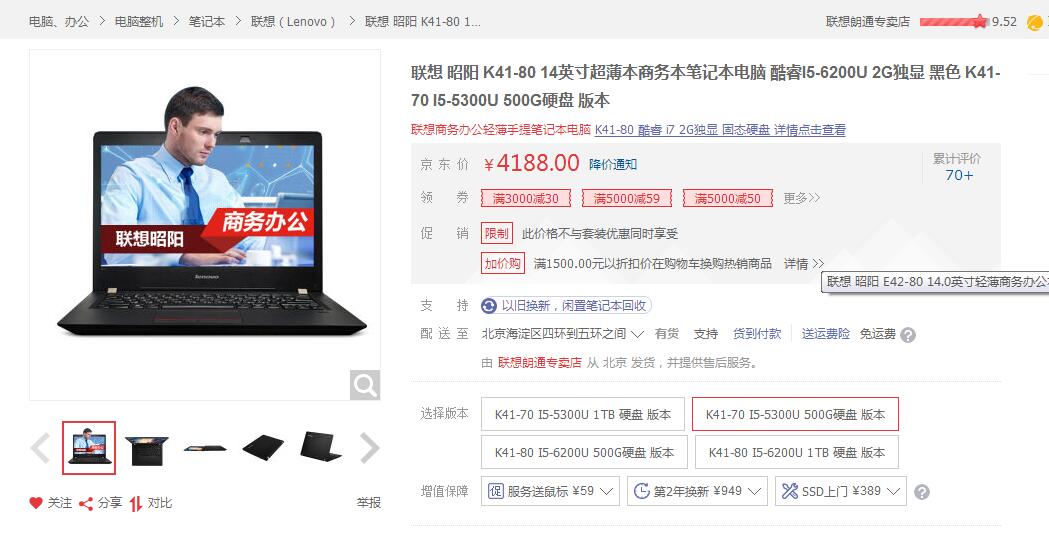 电脑、办公 > 电脑整机 > 笔记本 > 联想（Lenovo） > 联想 昭阳 K41-80 1...
联想朗通专卖店 9.52
联想 昭阳 K41-80 14英寸超薄本商务本笔记本电脑 酷睿I5-6200U 2G独显 黑色 K41-
70 I5-5300U 500G硬盘 版本
联想商务办公轻薄手提笔记本电脑 K41-80 酷睿 i7 2G独显 固态硬盘 详情点击查看
京东价 ￥4188.00 降价通知
累计评价
70+
领券 满3000减30 满5000减59 满5000减50 更多>>
促销 限制 此价格不与套装优惠同时享受
加价购 满1500.00元以折扣价在购物车换购热销商品 详情 >>
联想 昭阳 E42-80 14.0英寸轻薄商务办公
支持 以旧换新，闲置笔记本回收
配送至 北京海淀区四环到五环之间 有货 支持 货到付款 送运费险 免运费 ?
由 联想朗通专卖店 从 北京 发货，并提供售后服务。
选择版本 K41-70 I5-5300U 1TB 硬盘 版本 K41-70 I5-5300U 500G硬盘 版本
K41-80 I5-6200U 500G硬盘 版本 K41-80 I5-6200U 1TB 硬盘 版本
增值保障 促 服务送鼠标 ¥59 第2年换新 ¥949 SSD上门 ¥389 ?
商务办公
联想昭阳
lenovo
关注 分享 对比 举报